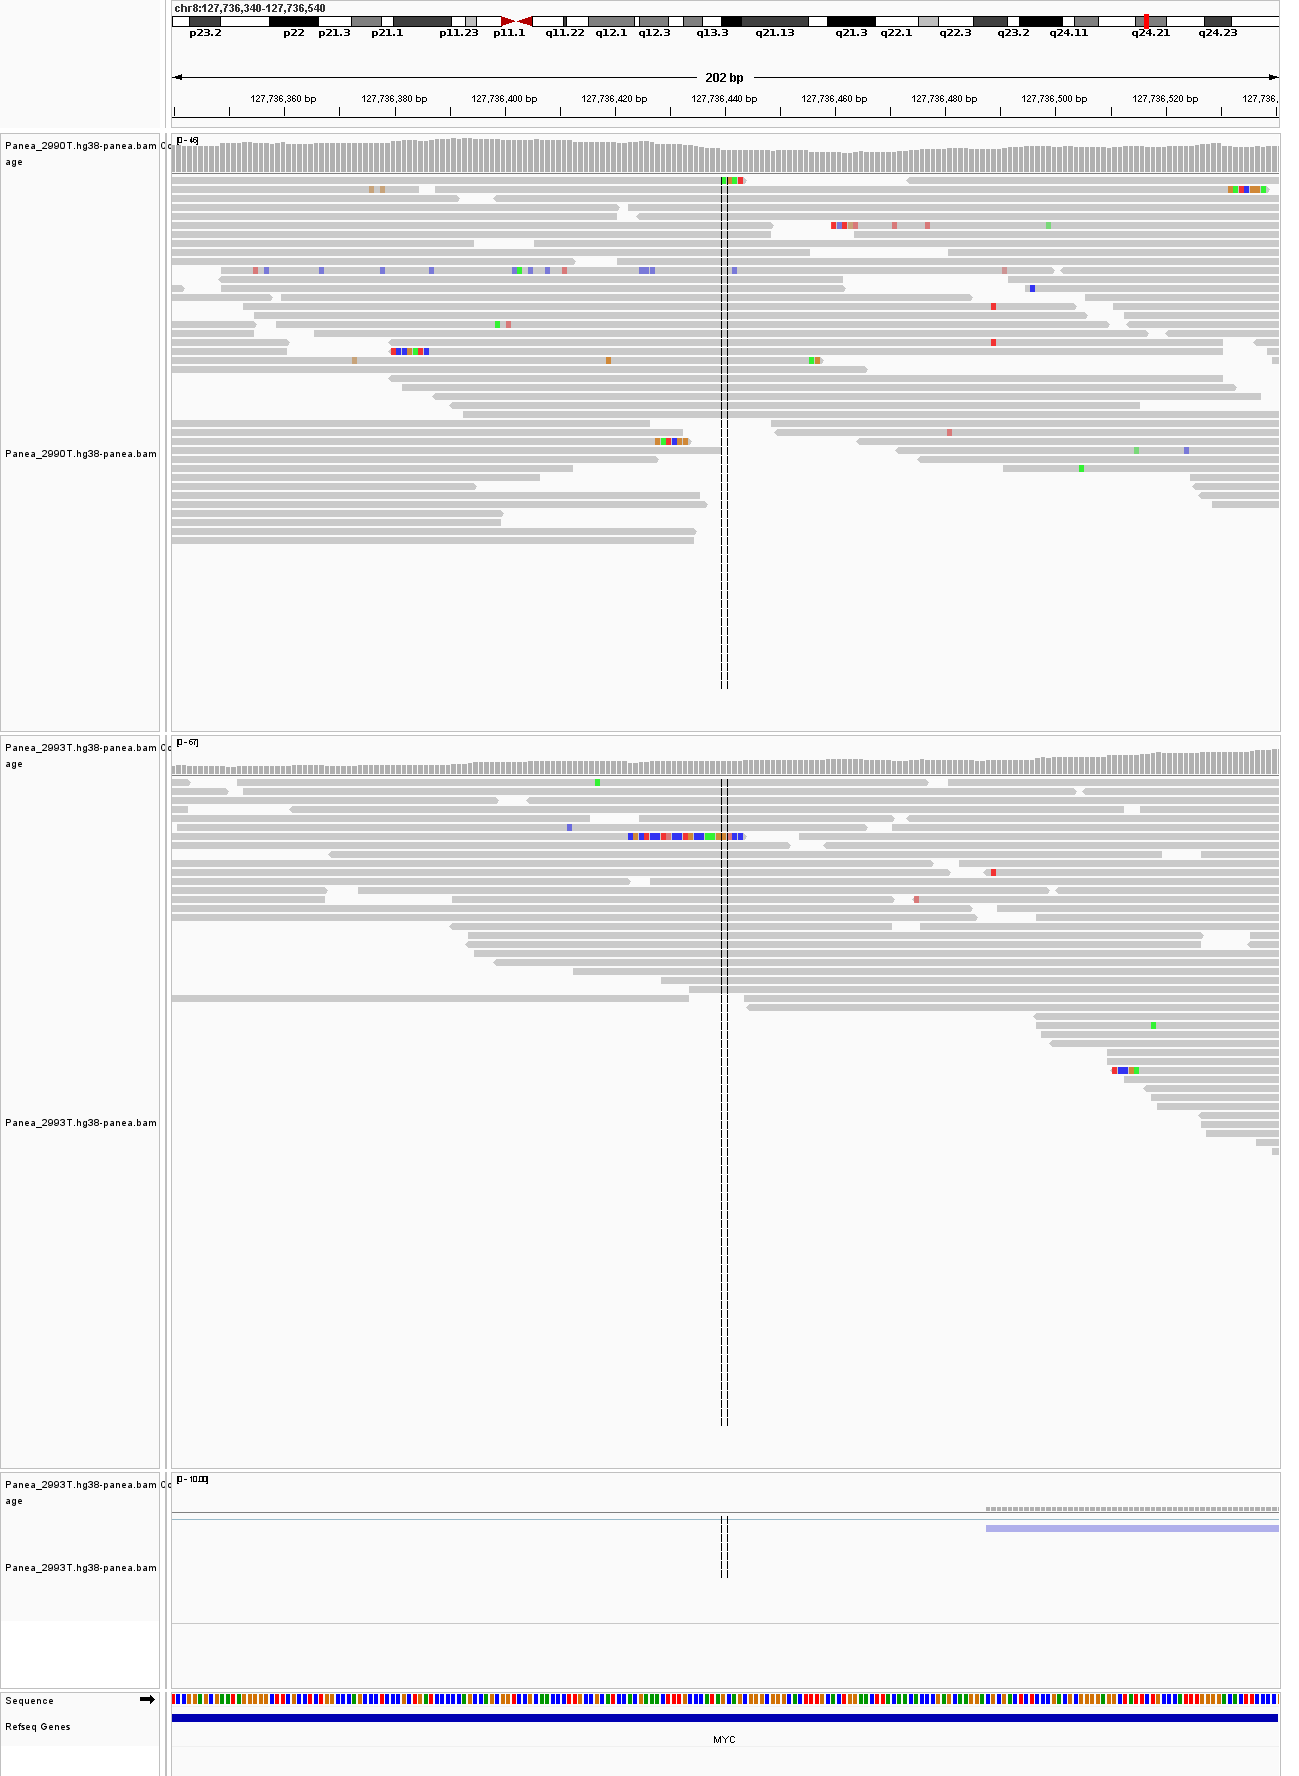 chr8:127,736,340-127,736,540
p23.2 p22 p21.3 p21.1 p11.23 p11.1 q11.22 q12.1 q12.3 q13.3 q21.13 q21.3 q22.1 q22.3 q23.2 q24.11 q24.21 q24.23
202 bp
127,736,360 bp 127,736,380 bp 127,736,400 bp 127,736,420 bp 127,736,440 bp 127,736,460 bp 127,736,480 bp 127,736,500 bp 127,736,520 bp 127,736,
Panea_2990T.hg38-panea.bam Co
age
[0 - 46]
Panea_2990T.hg38-panea.bam
Panea_2993T.hg38-panea.bam Co
age
[0 - 67]
Panea_2993T.hg38-panea.bam
Panea_2993T.hg38-panea.bam Co
age
[0 - 10.00]
Panea_2993T.hg38-panea.bam
Sequence
Refseq Genes
MYC